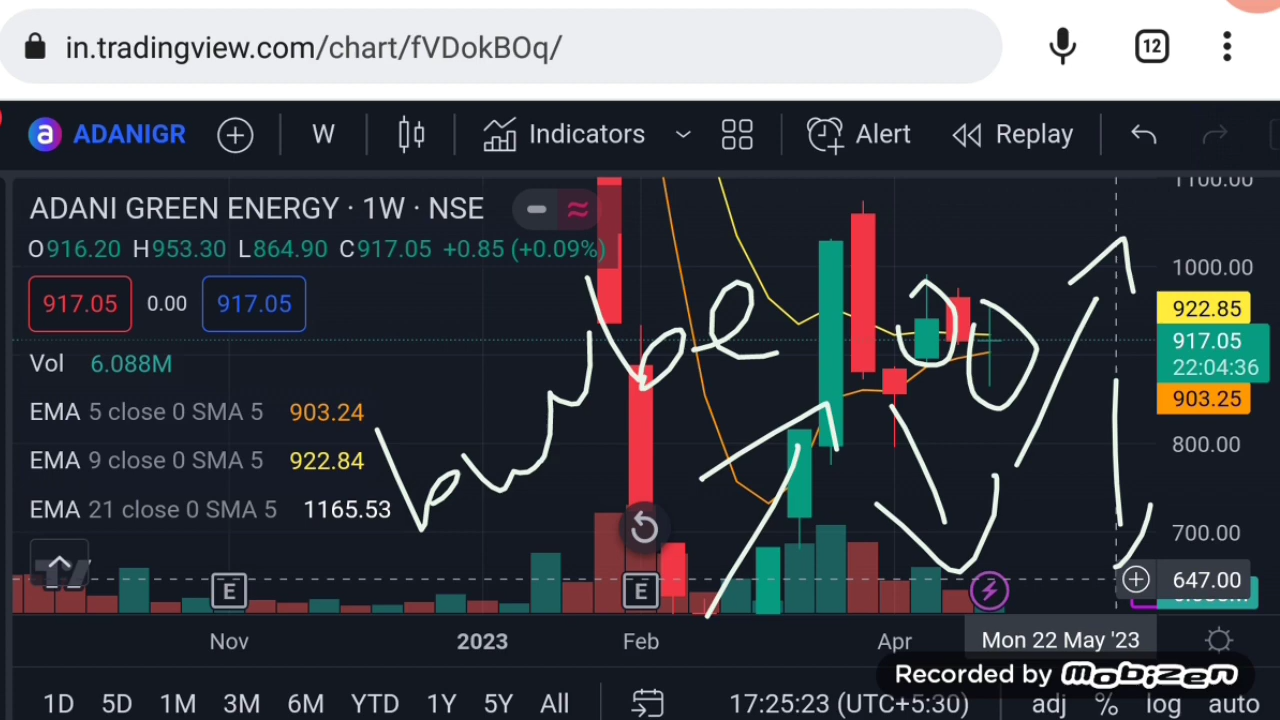 in.tradingview.com/chart/fVDokBOq/
12
a ADANIGR W Indicators Alert Replay
ADANI GREEN ENERGY · 1W · NSE
O916.20 H953.30 L864.90 C917.05 +0.85 (+0.09%)
917.05 0.00 917.05
Vol 6.088M
EMA 5 close 0 SMA 5 903.24
EMA 9 close 0 SMA 5 922.84
EMA 21 close 0 SMA 5 1165.53
1100.00
1000.00
922.85
917.05
22:04:36
903.25
800.00
700.00
647.00
E E
Nov 2023 Feb Apr Mon 22 May '23
Recorded by mobizen
1D 5D 1M 3M 6M YTD 1Y 5Y All 17:25:23 (UTC+5:30) adj % log auto